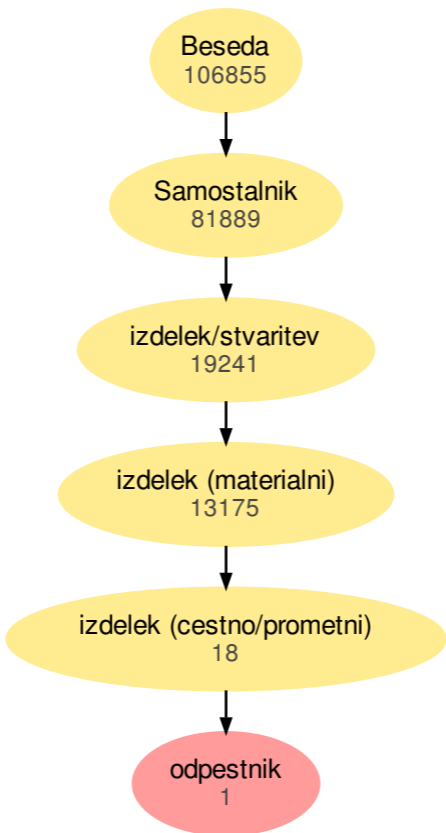 Beseda
106855
Samostalnik
81889
izdelek/stvaritev
19241
izdelek (materialni)
13175
izdelek (cestno/prometni)
18
odpestnik
1